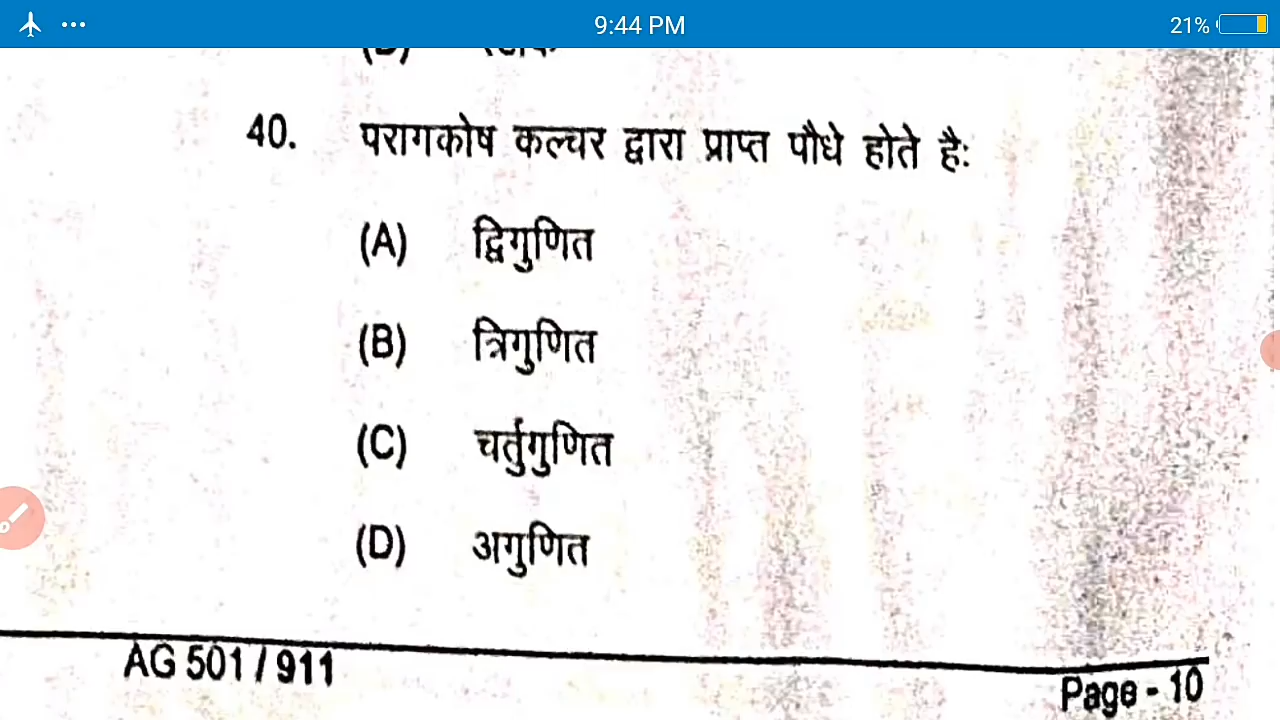 9:44 PM
21%
40. परागकोष कल्चर द्वारा प्राप्त पौधे होते है:
(A) द्विगुणित
(B) त्रिगुणित
(C) चर्तुगुणित
(D) अगुणित
AG 501 / 911
Page - 10